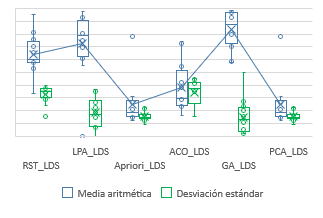 LPA_LDS ACO_LDS PCA_LDS
RST_LDS Apriori_LDS GA_LDS
Media aritmética Desviación estándar